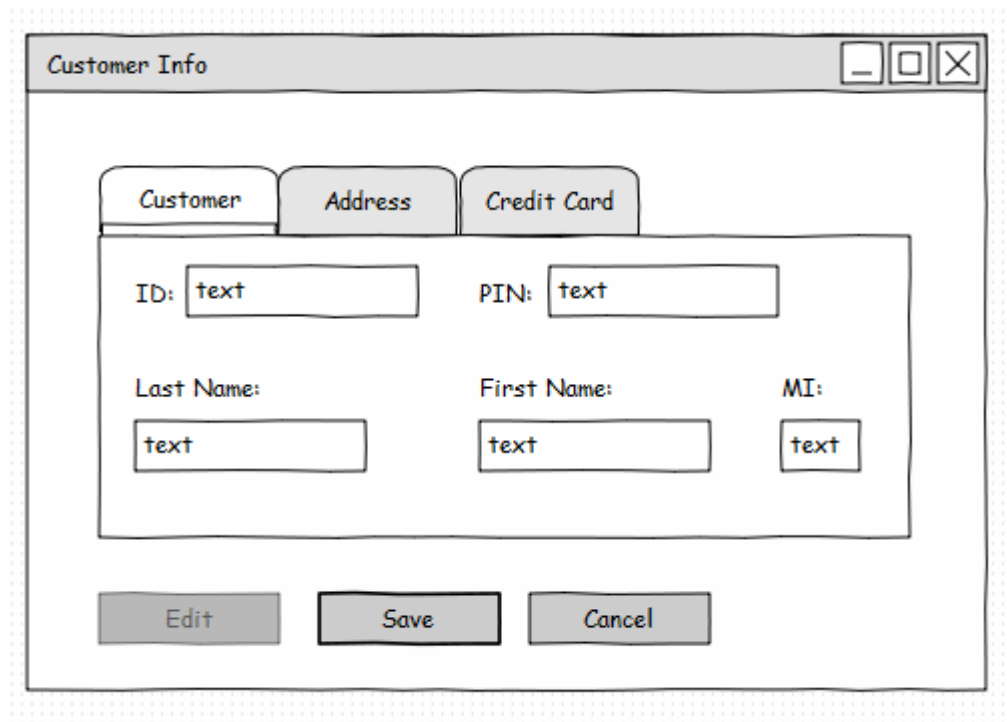 Customer Info
Customer Address Credit Card
ID: text PIN: text
Last Name: First Name: MI:
text text text
Edit Save Cancel